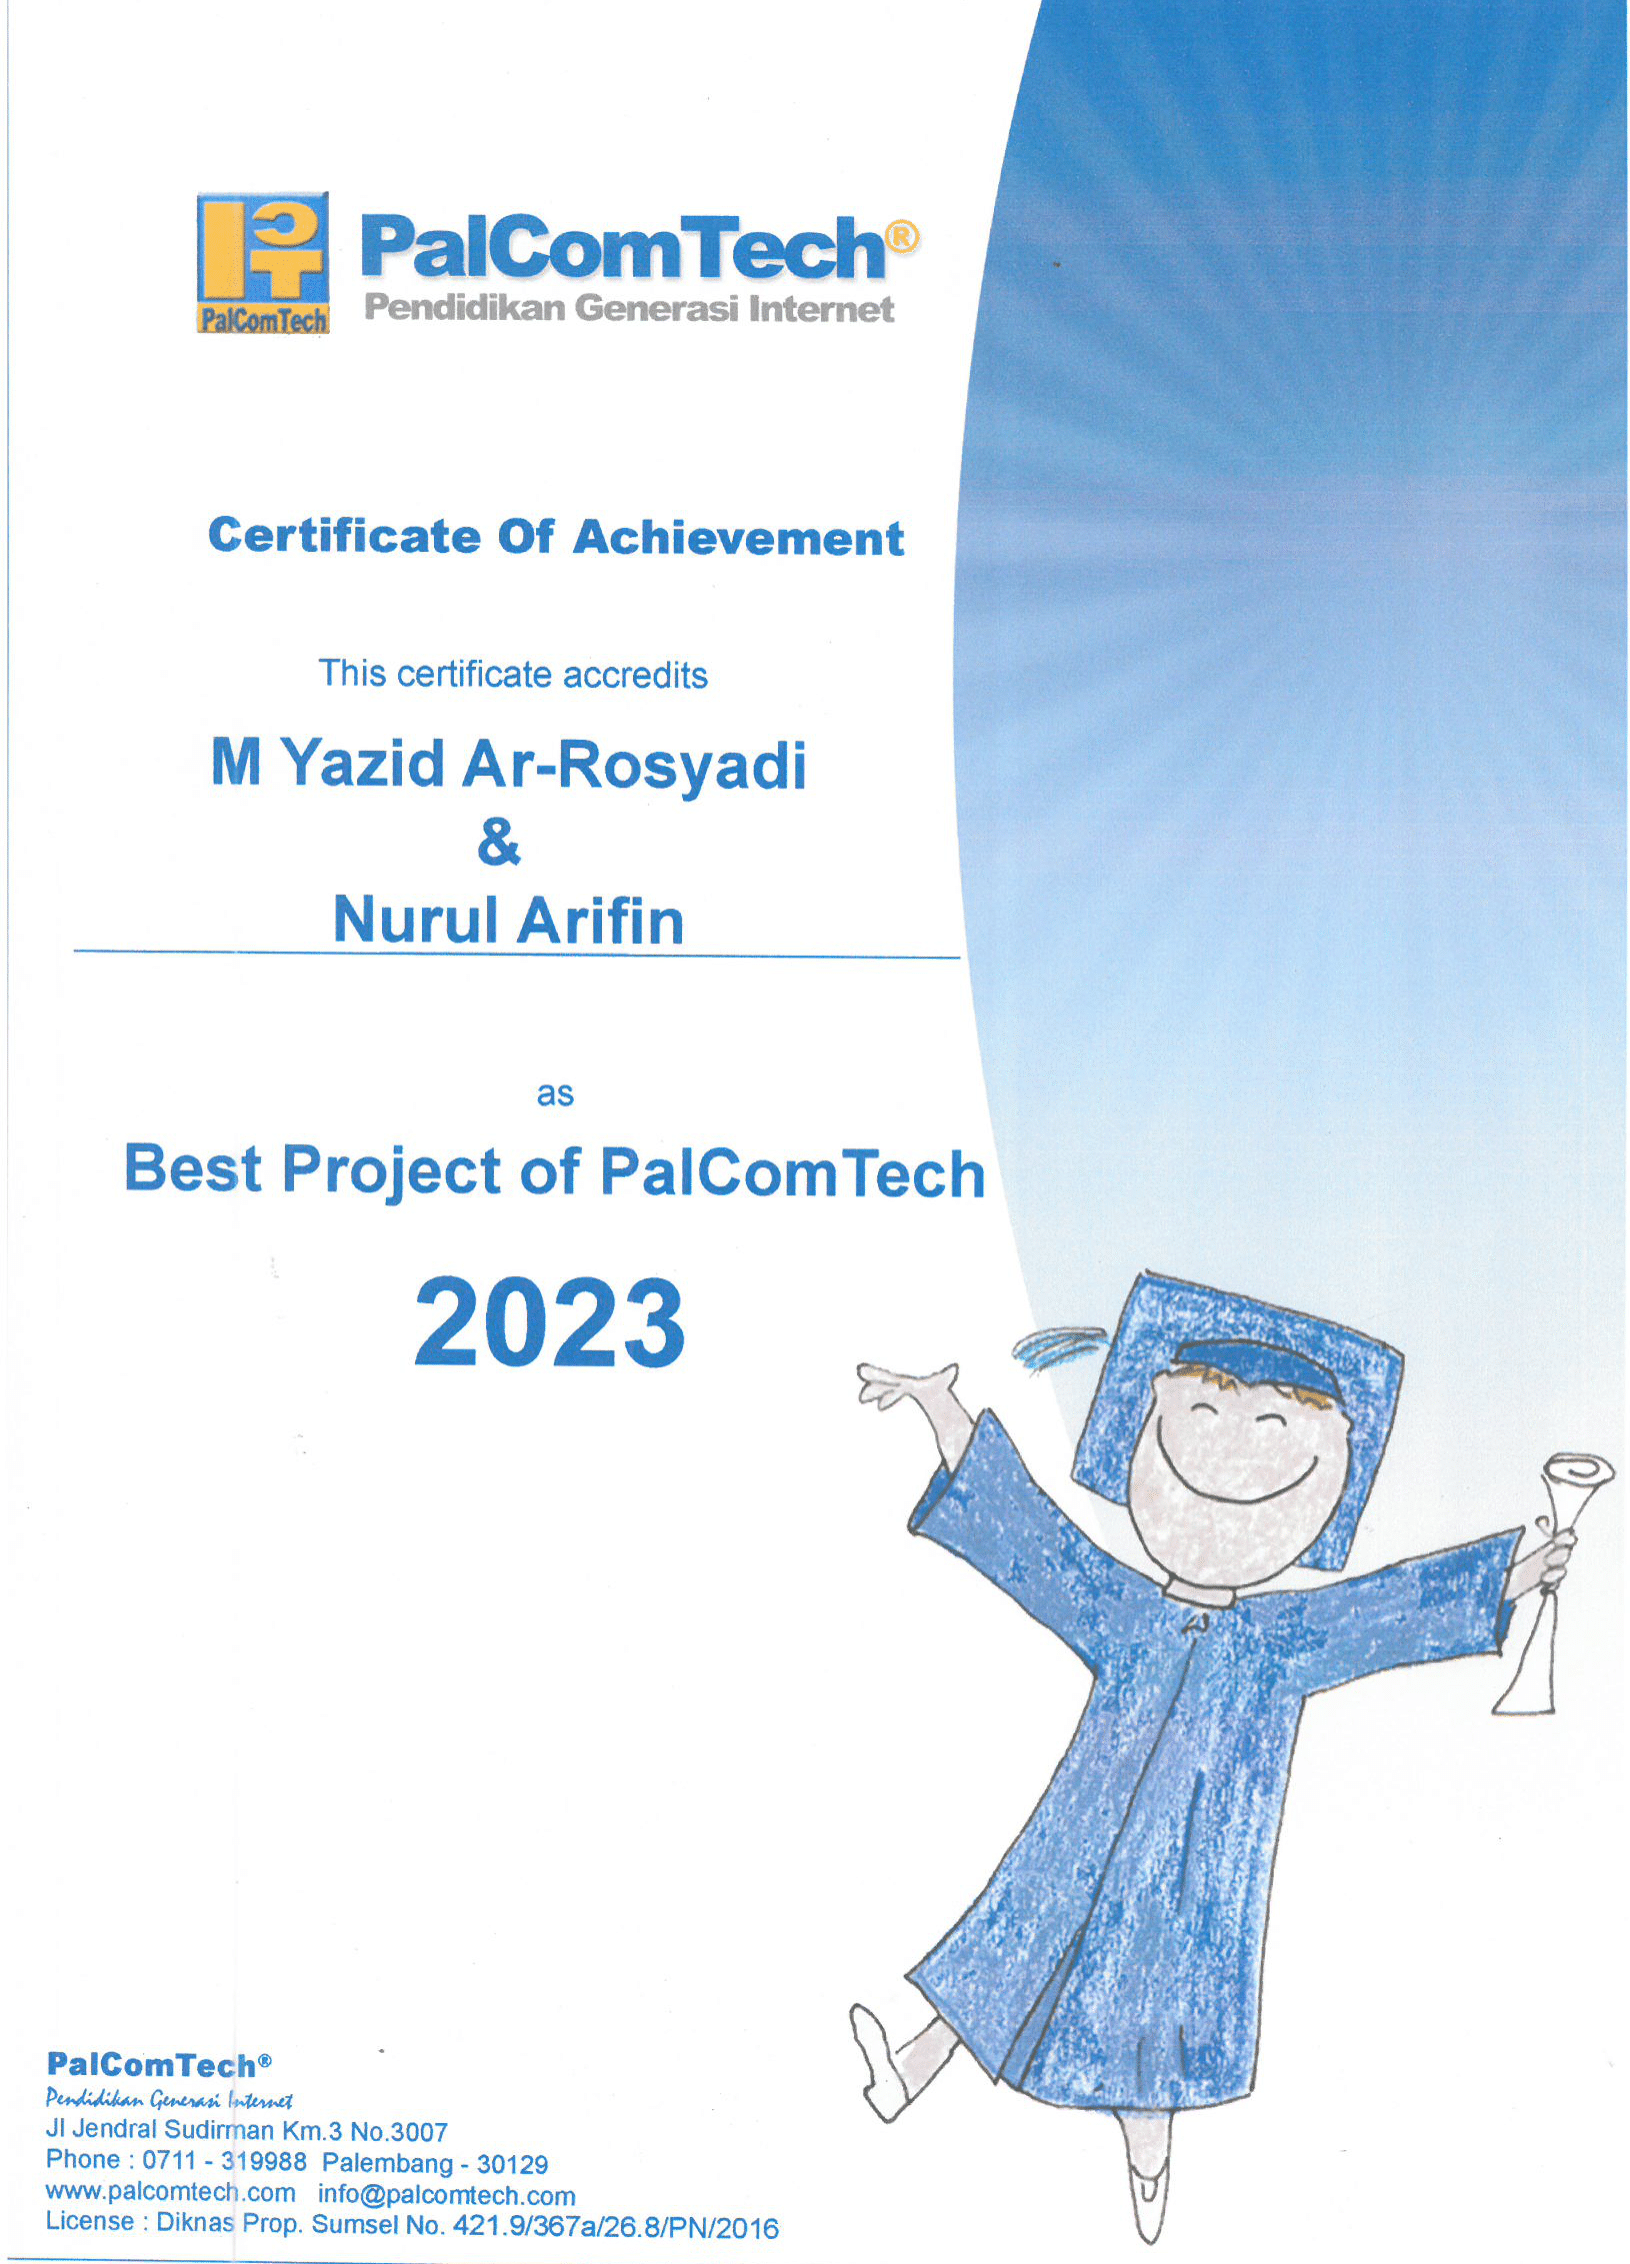 PalComTech
PalComTech®
Pendidikan Generasi Internet
Certificate Of Achievement
This certificate accredits
M Yazid Ar-Rosyadi
&
Nurul Arifin
as
Best Project of PalComTech
2023
PalComTech®
Pendidikan Generasi Internet
Jl Jendral Sudirman Km.3 No.3007
Phone : 0711 - 319988 Palembang - 30129
www.palcomtech.com info@palcomtech.com
License : Diknas Prop. Sumsel No. 421.9/367a/26.8/PN/2016